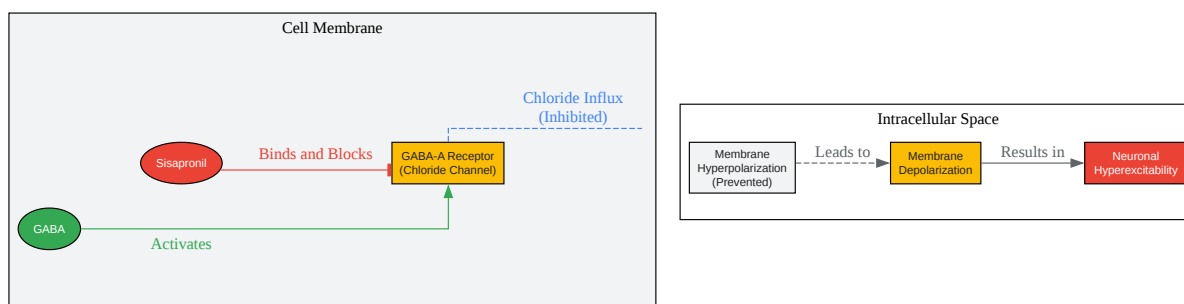 Cell Membrane
Chloride Influx
(Inhibited)
Sisapronil
Binds and Blocks
GABA-A Receptor
(Chloride Channel)
GABA
Activates
Intracellular Space
Membrane
Hyperpolarization
(Prevented)
Leads to
Membrane
Depolarization
Results in
Neuronal
Hyperexcitability